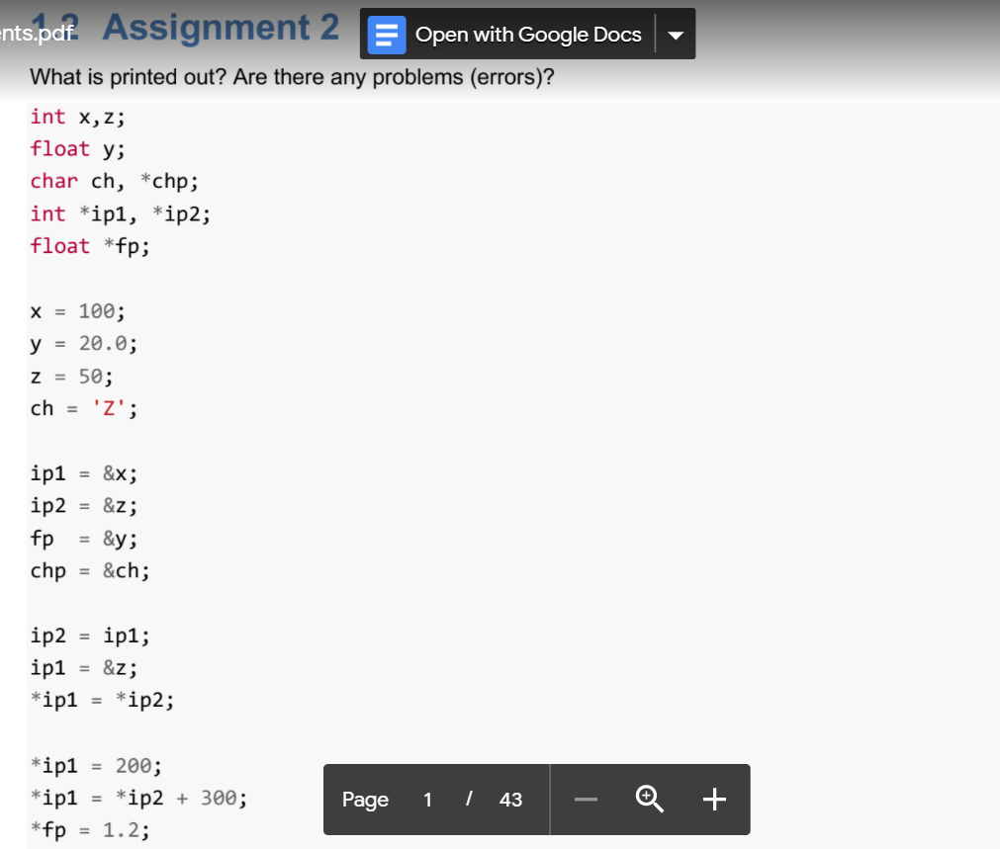 nts.pdf
1.2 Assignment 2
Open with Google Docs
What is printed out? Are there any problems (errors)?
int x,z;
float y;
char ch, *chp;
int *ip1, *ip2;
float *fp;
x = 100;
y = 20.0;
z = 50;
ch = 'Z';
ip1 = &x;
ip2 = &z;
fp  = &y;
chp = &ch;
ip2 = ip1;
ip1 = &z;
*ip1 = *ip2;
*ip1 = 200;
*ip1 = *ip2 + 300;
*fp = 1.2;
Page 1 / 43